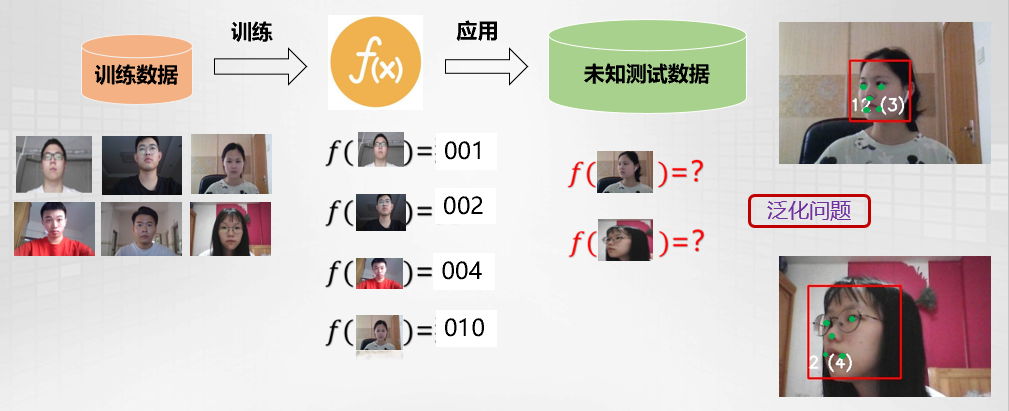 训练
应用
训练数据
f(x)
未知测试数据
12 (3)
f( )= 001
f( )= 002
f( )= 004
f( )= 010
f( )=?
f( )=?
泛化问题
2 (4)